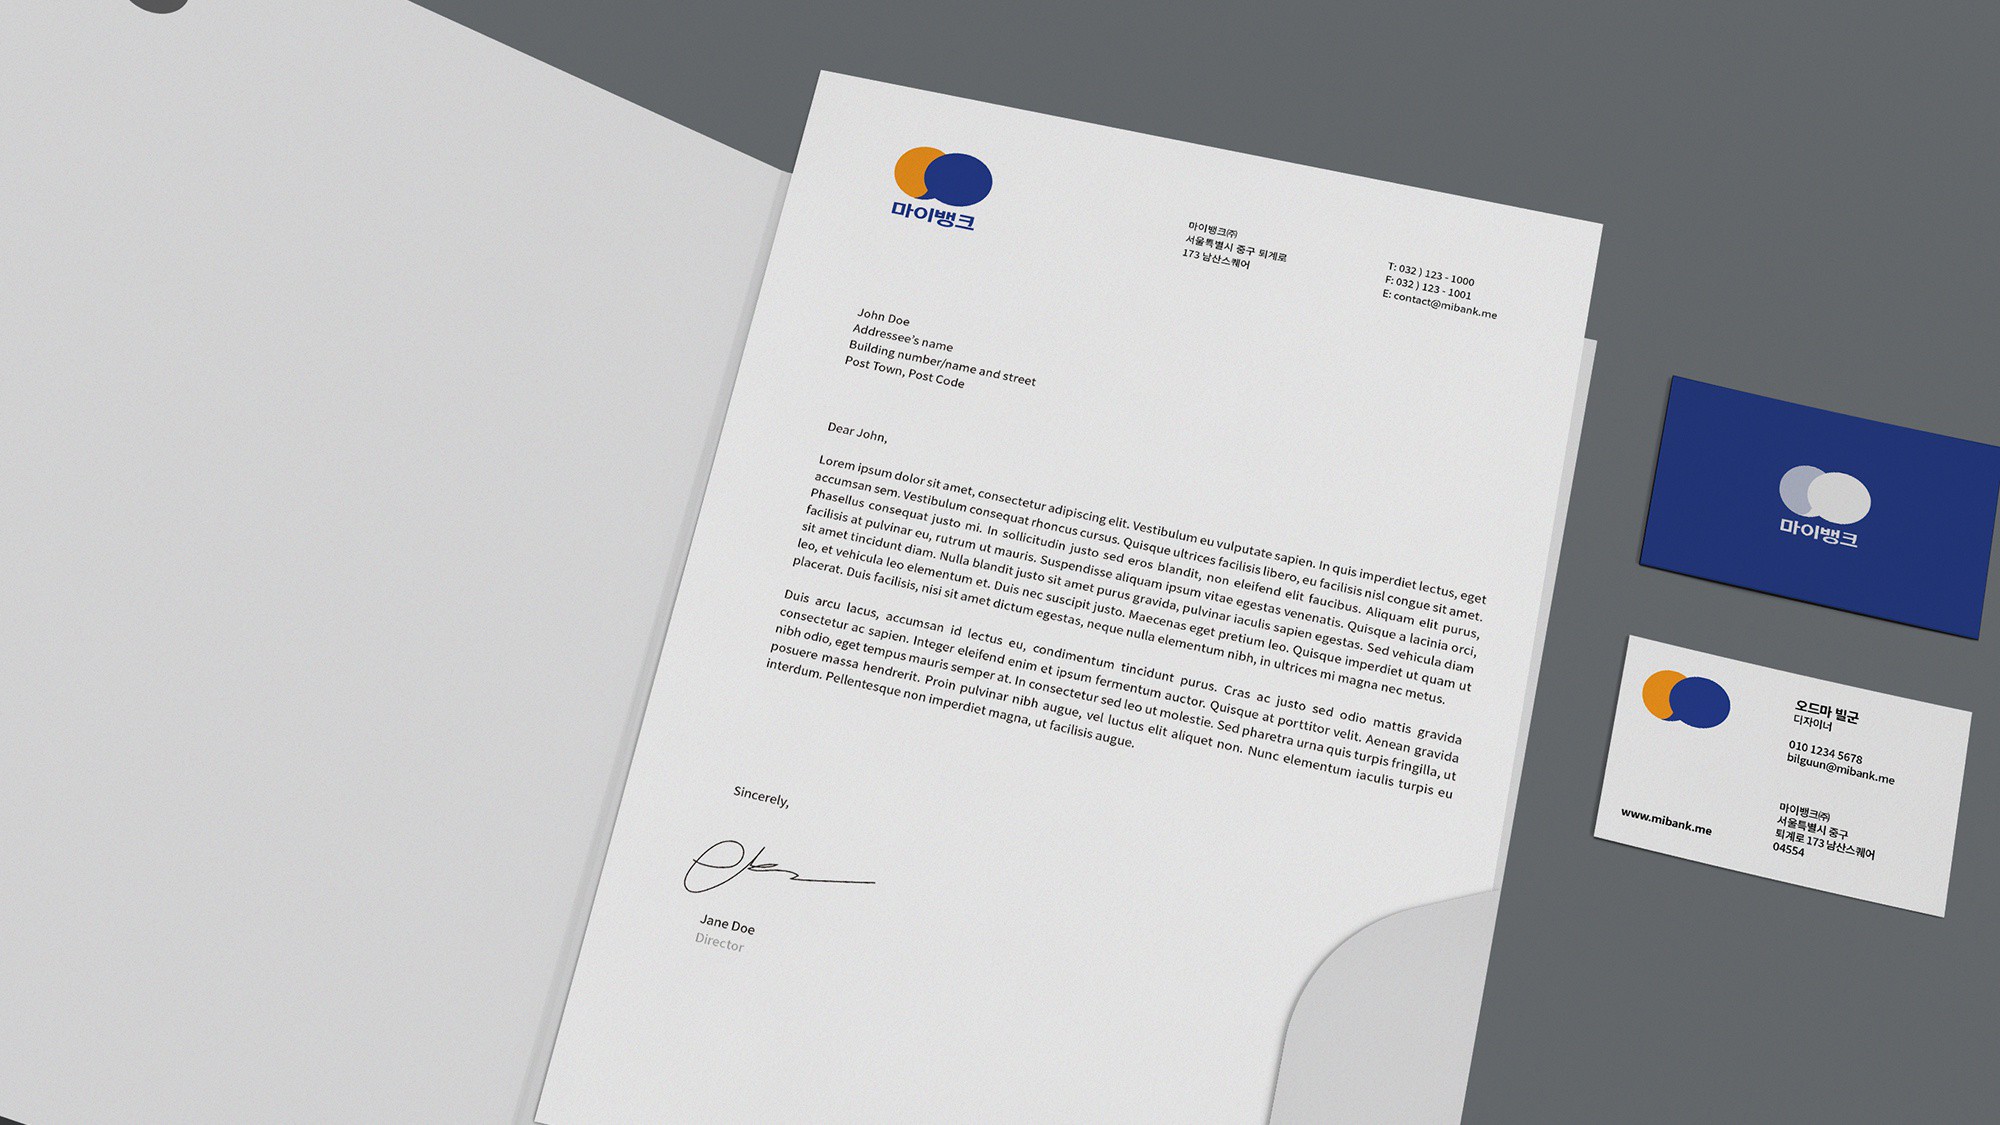 마이뱅크
마이뱅크㈜
서울특별시 중구 퇴계로
173 남산스퀘어
T: 032 ) 123 - 1000
F: 032 ) 123 - 1001
E: contact@mibank.me
John Doe
Addressee's name
Building number/name and street
Post Town, Post Code
Dear John,
Lorem ipsum dolor sit amet, consectetur adipiscing elit. Vestibulum eu vulputate sapien. In quis imperdiet lectus, eget
accumsan sem. Vestibulum consequat rhoncus cursus. Quisque ultrices facilisis libero, eu facilisis nisl congue sit amet.
Phasellus consequat justo mi. In sollicitudin justo sed eros blandit, non eleifend elit faucibus. Aliquam elit purus,
facilisis at pulvinar eu, rutrum ut mauris. Suspendisse aliquam ipsum vitae egestas venenatis. Quisque a lacinia orci,
sit amet tincidunt diam. Nulla blandit justo sit amet purus gravida, pulvinar iaculis sapien egestas. Sed vehicula diam
leo, et vehicula leo elementum et. Duis nec suscipit justo. Maecenas eget pretium leo. Quisque imperdiet ut quam ut
placerat. Duis facilisis, nisi sit amet dictum egestas, neque nulla elementum nibh, in ultrices mi magna nec metus.
Duis arcu lacus, accumsan id lectus eu, condimentum tincidunt purus. Cras ac justo sed odio mattis gravida
consectetur ac sapien. Integer eleifend enim et ipsum fermentum auctor. Quisque at porttitor velit. Aenean gravida
nibh odio, eget tempus mauris semper at. In consectetur sed leo ut molestie. Sed pharetra urna quis turpis fringilla, ut
posuere massa hendrerit. Proin pulvinar nibh augue, vel luctus elit aliquet non. Nunc elementum iaculis turpis eu
interdum. Pellentesque non imperdiet magna, ut facilisis augue.
Sincerely,
Jane Doe
Director
마이뱅크
오드마 빌군
디자이너
010 1234 5678
bilguun@mibank.me
www.mibank.me
마이뱅크㈜
서울특별시 중구
퇴계로 173 남산스퀘어
04554